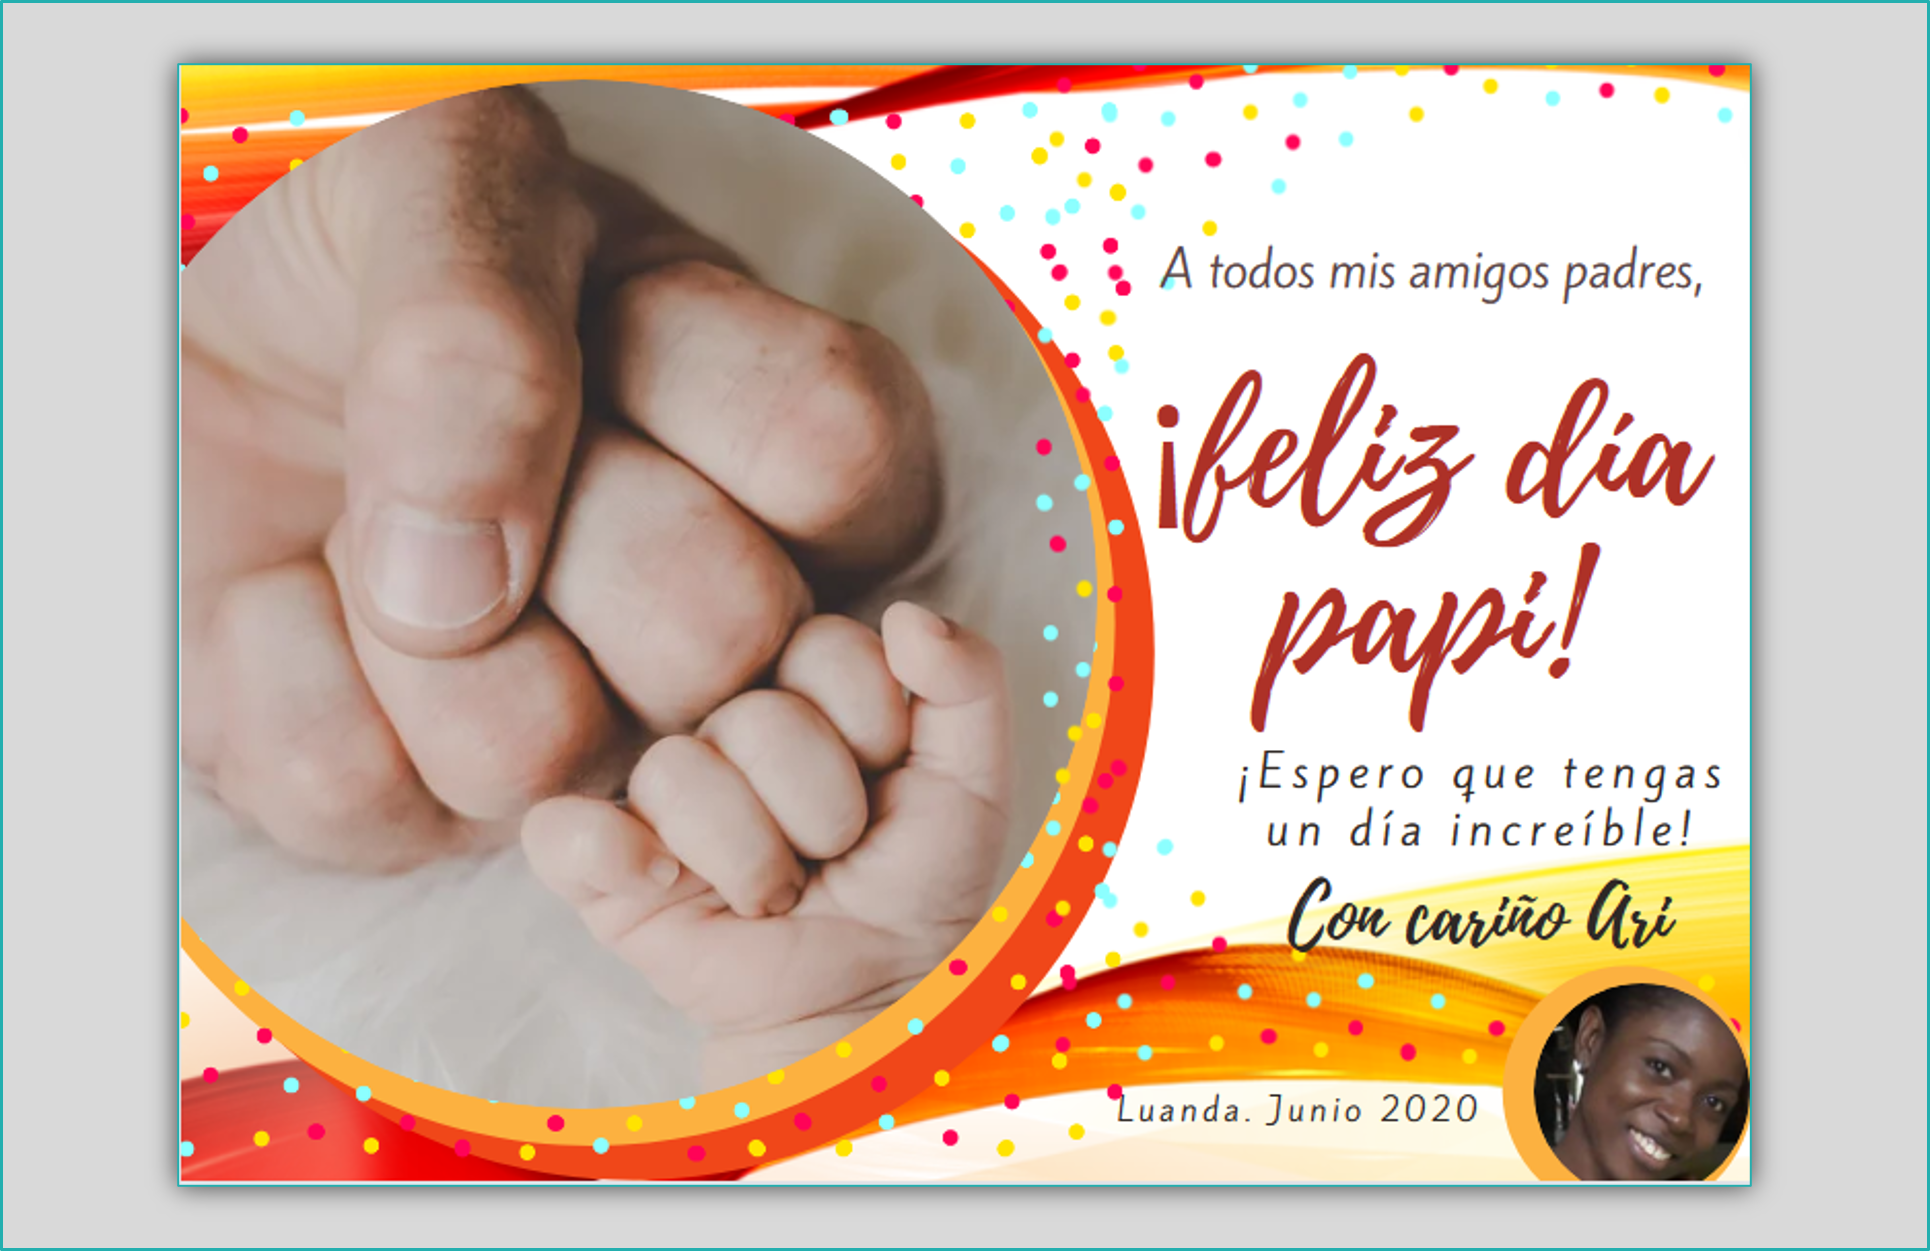 A todos mis amigos padres,
¡feliz día
papi!
¡Espero que tengas
un día increíble!
Con cariño Ari
Luanda. Junio 2020